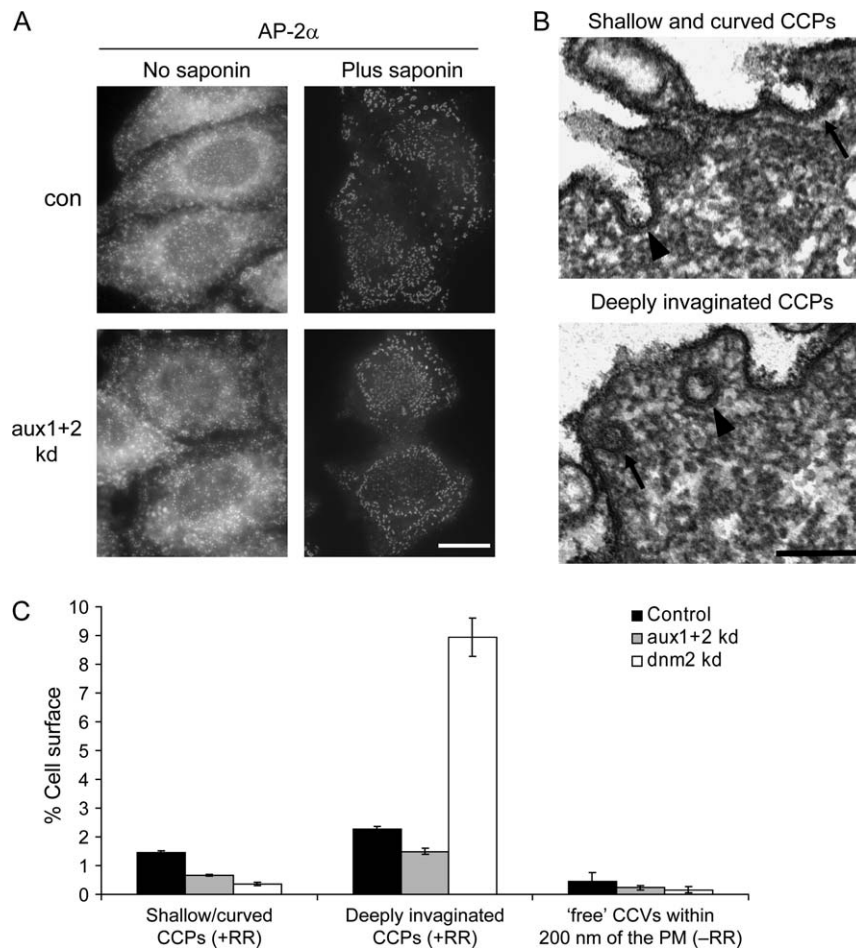 A
AP-2α
No saponin
Plus saponin
con
aux1+2
kd
B
Shallow and curved CCPs
Deeply invaginated CCPs
C
% Cell surface
10
9
8
7
6
5
4
3
2
1
0
Control
aux1+2 kd
dnm2 kd
Shallow/curved
CCPs (+RR)
Deeply invaginated
CCPs (+RR)
‘free’ CCVs within
200 nm of the PM (–RR)